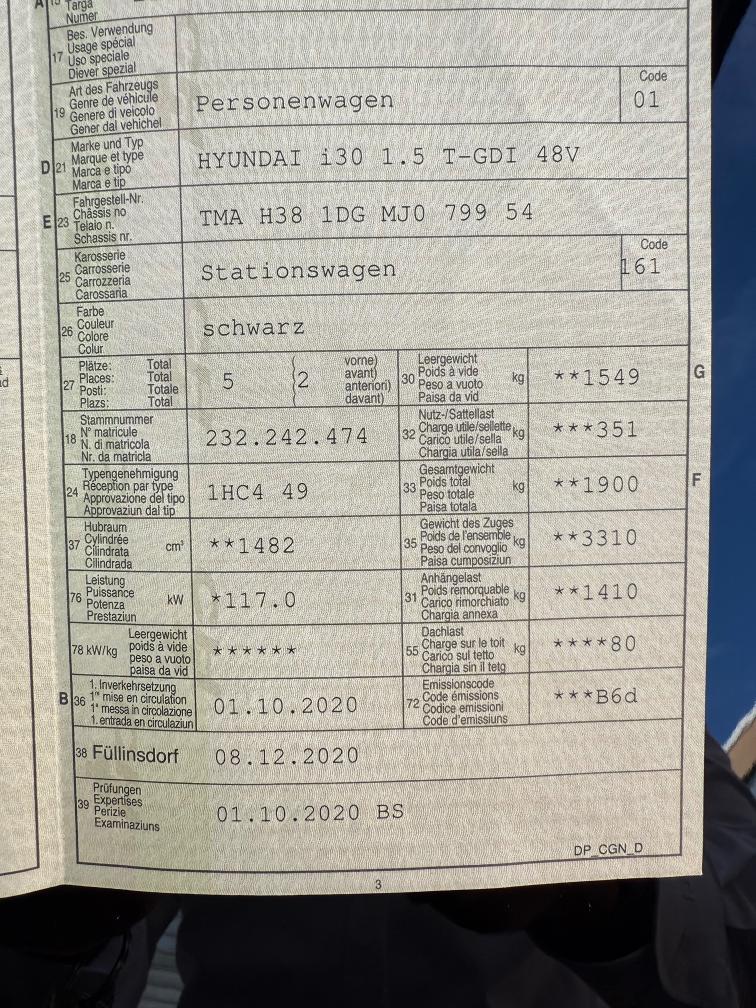 A 15 Targa
Numer
17 Bes. Verwendung
Usage spécial
Uso speciale
Diever spezial
19 Art des Fahrzeugs
Genre de véhicule
Genere di veicolo
Gener dal vehichel
Personenwagen
Code
01
D 21 Marke und Typ
Marque et type
Marca e tipo
Marca e tip
HYUNDAI i30 1.5 T-GDI 48V
E 23 Fahrgestell-Nr.
Châssis no
Telaio n.
Schassis nr.
TMA H38 1DG MJ0 799 54
25 Karosserie
Carrosserie
Carrozzeria
Carossaria
Stationswagen
Code
161
26 Farbe
Couleur
Colore
Colur
schwarz
27 Plätze: Total
Places: Total
Posti: Totale
Plazs: Total
5 (2
vorne)
avant)
anteriori)
davant)
30 Leergewicht
Poids à vide
Peso a vuoto
Paisa da vid
kg
**1549
G
18 Stammnummer
N° matricule
N. di matricola
Nr. da matricla
232.242.474
32 Nutz-/Sattellast
Charge utile/sellette
Carico utile/sella
Chargia utila/sella
kg
***351
24 Typengenehmigung
Réception par type
Approvazione del tipo
Approvaziun dal tip
1HC4 49
33 Gesamtgewicht
Poids total
Peso totale
Paisa totala
kg
**1900
F
37 Hubraum
Cylindrée
Cilindrata
Cilindrada
cm³
**1482
35 Gewicht des Zuges
Poids de l'ensemble
Peso del convoglio
Paisa cumposiziun
kg
**3310
76 Leistung
Puissance
Potenza
Prestaziun
kW
*117.0
31 Anhängelast
Poids remorquable
Carico rimorchiato
Chargia annexa
kg
**1410
78 kW/kg
Leergewicht
poids à vide
peso a vuoto
paisa da vid
******
55 Dachlast
Charge sur le toit
Carico sul tetto
Chargia sin il tetg
kg
****80
B 36 1. Inverkehrsetzung
1re mise en circulation
1a messa in circolazione
1. entrada en circulaziun
01.10.2020
72 Emissionscode
Code émissions
Codice emissioni
Code d'emissiuns
***B6d
38 Füllinsdorf
08.12.2020
39 Prüfungen
Expertises
Perizie
Examinaziuns
01.10.2020 BS
DP_CGN_D
3